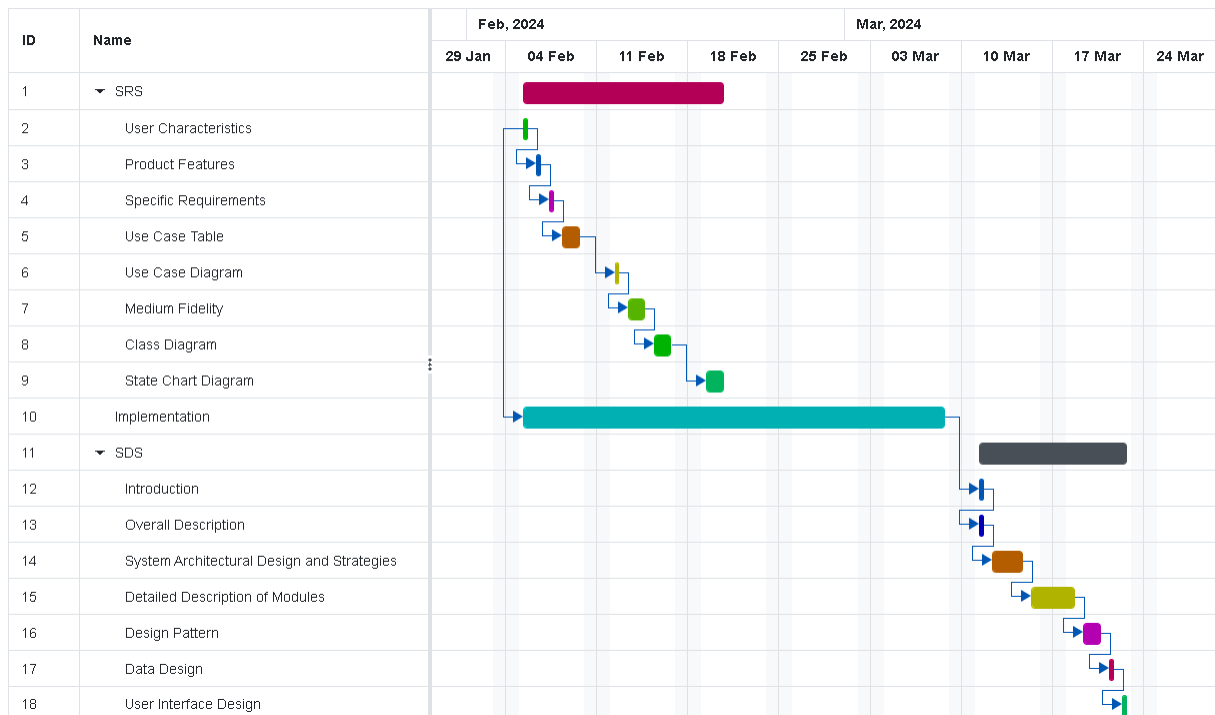 Feb, 2024 Mar, 2024
ID Name 29 Jan 04 Feb 11 Feb 18 Feb 25 Feb 03 Mar 10 Mar 17 Mar 24 Mar
1 SRS
2 User Characteristics
3 Product Features
4 Specific Requirements
5 Use Case Table
6 Use Case Diagram
7 Medium Fidelity
8 Class Diagram
9 State Chart Diagram
10 Implementation
11 SDS
12 Introduction
13 Overall Description
14 System Architectural Design and Strategies
15 Detailed Description of Modules
16 Design Pattern
17 Data Design
18 User Interface Design